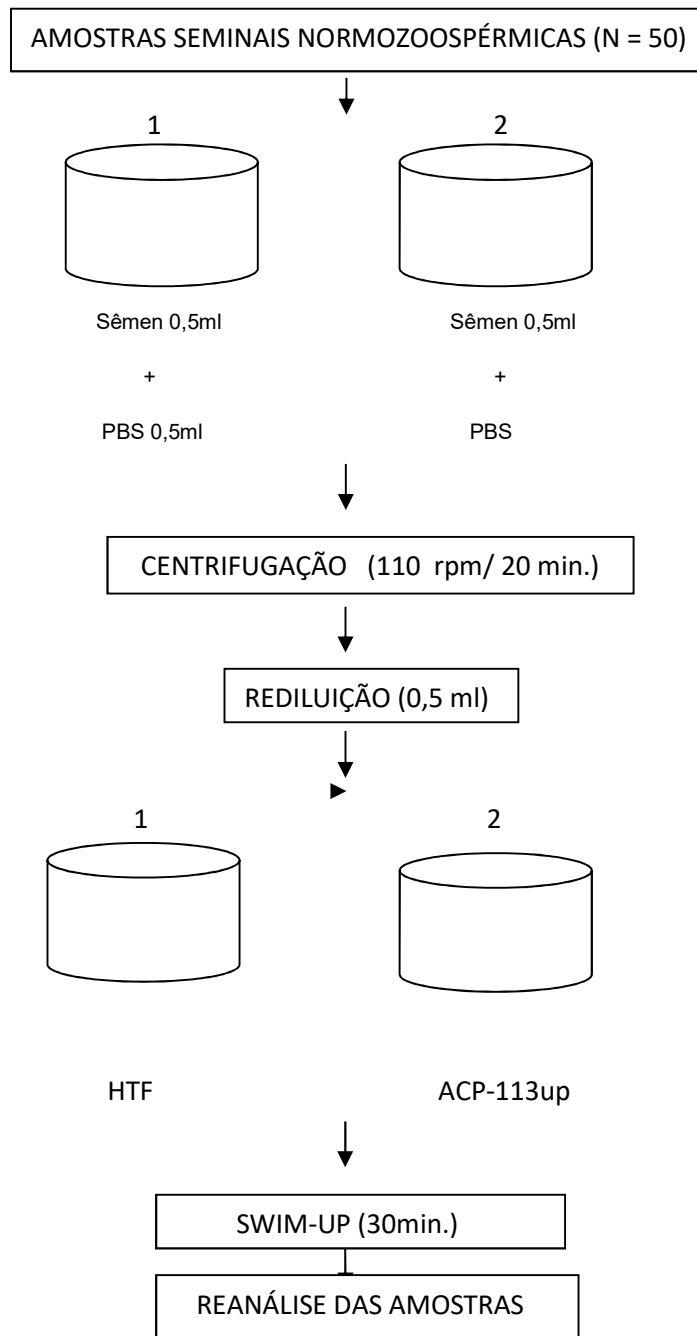 AMOSTRAS SEMINAIS NORMOZOOSPÉRMICAS (N = 50)
1 2
Sêmen 0,5ml Sêmen 0,5ml
+ +
PBS 0,5ml PBS
CENTRIFUGAÇÃO (110 rpm/ 20 min.)
REDILUIÇÃO (0,5 ml)
1 2
HTF ACP-113up
SWIM-UP (30min.)
REANÁLISE DAS AMOSTRAS